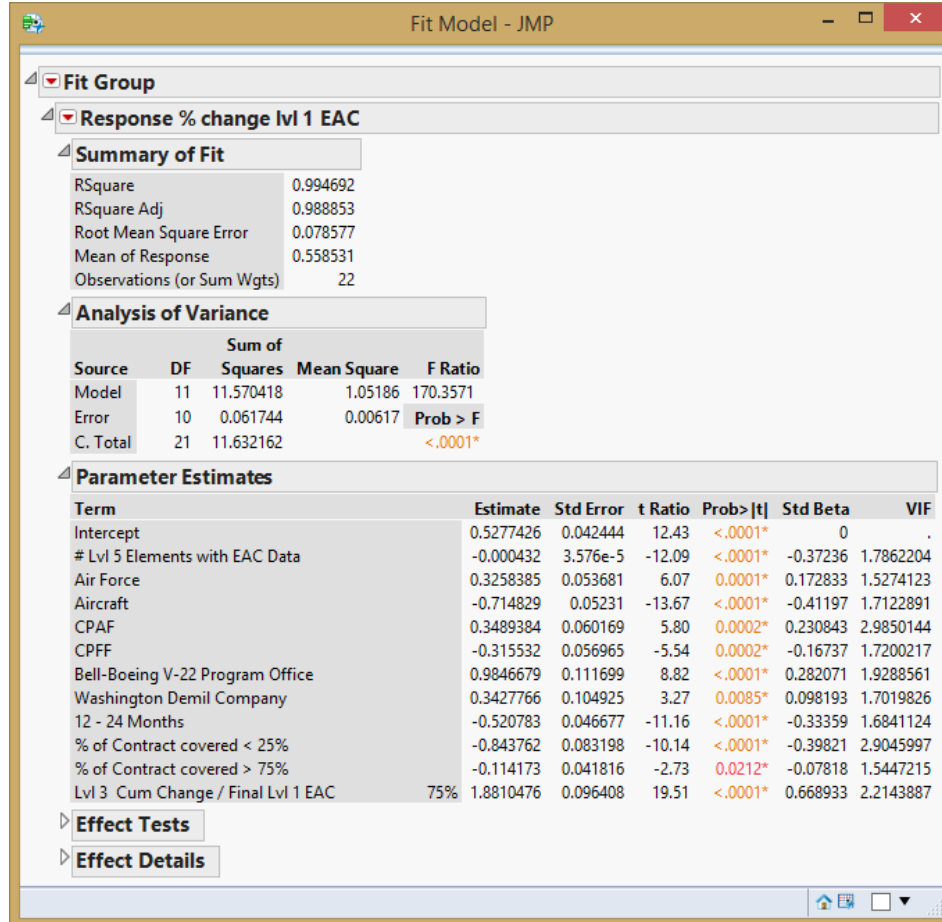 Fit Model - JMP
Fit Group
Response % change lvl 1 EAC
Summary of Fit
RSquare 0.994692
RSquare Adj 0.988853
Root Mean Square Error 0.078577
Mean of Response 0.558531
Observations (or Sum Wgts) 22
Analysis of Variance
Sum of
Source DF Squares Mean Square F Ratio
Model 11 11.570418 1.05186 170.3571
Error 10 0.061744 0.00617 Prob > F
C. Total 21 11.632162 <.0001*
Parameter Estimates
Term Estimate Std Error t Ratio Prob>|t| Std Beta VIF
Intercept 0.5277426 0.042444 12.43 <.0001* 0 .
# Lvl 5 Elements with EAC Data -0.000432 3.576e-5 -12.09 <.0001* -0.37236 1.7862204
Air Force 0.3258385 0.053681 6.07 0.0001* 0.172833 1.5274123
Aircraft -0.714829 0.05231 -13.67 <.0001* -0.41197 1.7122891
CPAF 0.3489384 0.060169 5.80 0.0002* 0.230843 2.9850144
CPFF -0.315532 0.056965 -5.54 0.0002* -0.16737 1.7200217
Bell-Boeing V-22 Program Office 0.9846679 0.111699 8.82 <.0001* 0.282071 1.9288561
Washington Demil Company 0.3427766 0.104925 3.27 0.0085* 0.098193 1.7019826
12 - 24 Months -0.520783 0.046677 -11.16 <.0001* -0.33359 1.6841124
% of Contract covered < 25% -0.843762 0.083198 -10.14 <.0001* -0.39821 2.9045997
% of Contract covered > 75% -0.114173 0.041816 -2.73 0.0212* -0.07818 1.5447215
Lvl 3 Cum Change / Final Lvl 1 EAC 75% 1.8810476 0.096408 19.51 <.0001* 0.668933 2.2143887
Effect Tests
Effect Details